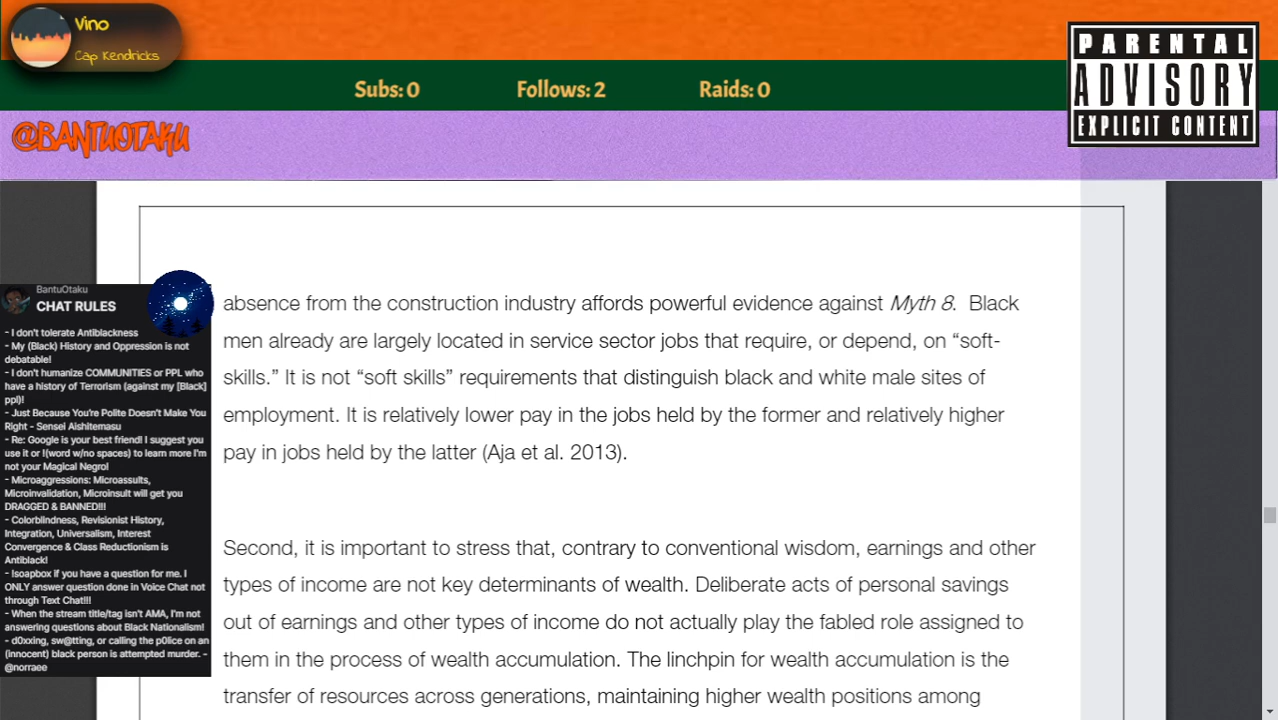 Vino
Cap Kendricks
Subs: 0
Follows: 2
Raids: 0
PARENTAL
ADVISORY
EXPLICIT CONTENT
@BANTUOTAKU
absence from the construction industry affords powerful evidence against Myth 8. Black
men already are largely located in service sector jobs that require, or depend, on “soft-
skills.” It is not “soft skills” requirements that distinguish black and white male sites of
employment. It is relatively lower pay in the jobs held by the former and relatively higher
pay in jobs held by the latter (Aja et al. 2013).
Second, it is important to stress that, contrary to conventional wisdom, earnings and other
types of income are not key determinants of wealth. Deliberate acts of personal savings
out of earnings and other types of income do not actually play the fabled role assigned to
them in the process of wealth accumulation. The linchpin for wealth accumulation is the
transfer of resources across generations, maintaining higher wealth positions among
BantuOtaku
CHAT RULES
- I don't tolerate Antiblackness
- My (Black) History and Oppression is not
debatable!
- I don't humanize COMMUNITIES or PPL who
have a history of Terrorism (against my [Black]
ppl)!
- Just Because You're Polite Doesn't Make You
Right - Sensei Aishitemasu
- Re: Google is your best friend! I suggest you
use it or !(word w/no spaces) to learn more I'm
not your Magical Negro!
- Microaggressions: Microassults,
Microinvalidation, Microinsult will get you
DRAGGED & BANNED!!!
- Colorblindness, Revisionist History,
Integration, Universalism, Interest
Convergence & Class Reductionism is
Antiblack!
- !soapbox if you have a question for me. I
ONLY answer question done in Voice Chat not
through Text Chat!!!
- When the stream title/tag isn't AMA, I'm not
answering questions about Black Nationalism!
- d0xxing, sw@tting, or calling the p0lice on an
(innocent) black person is attempted murder. -
@norraee